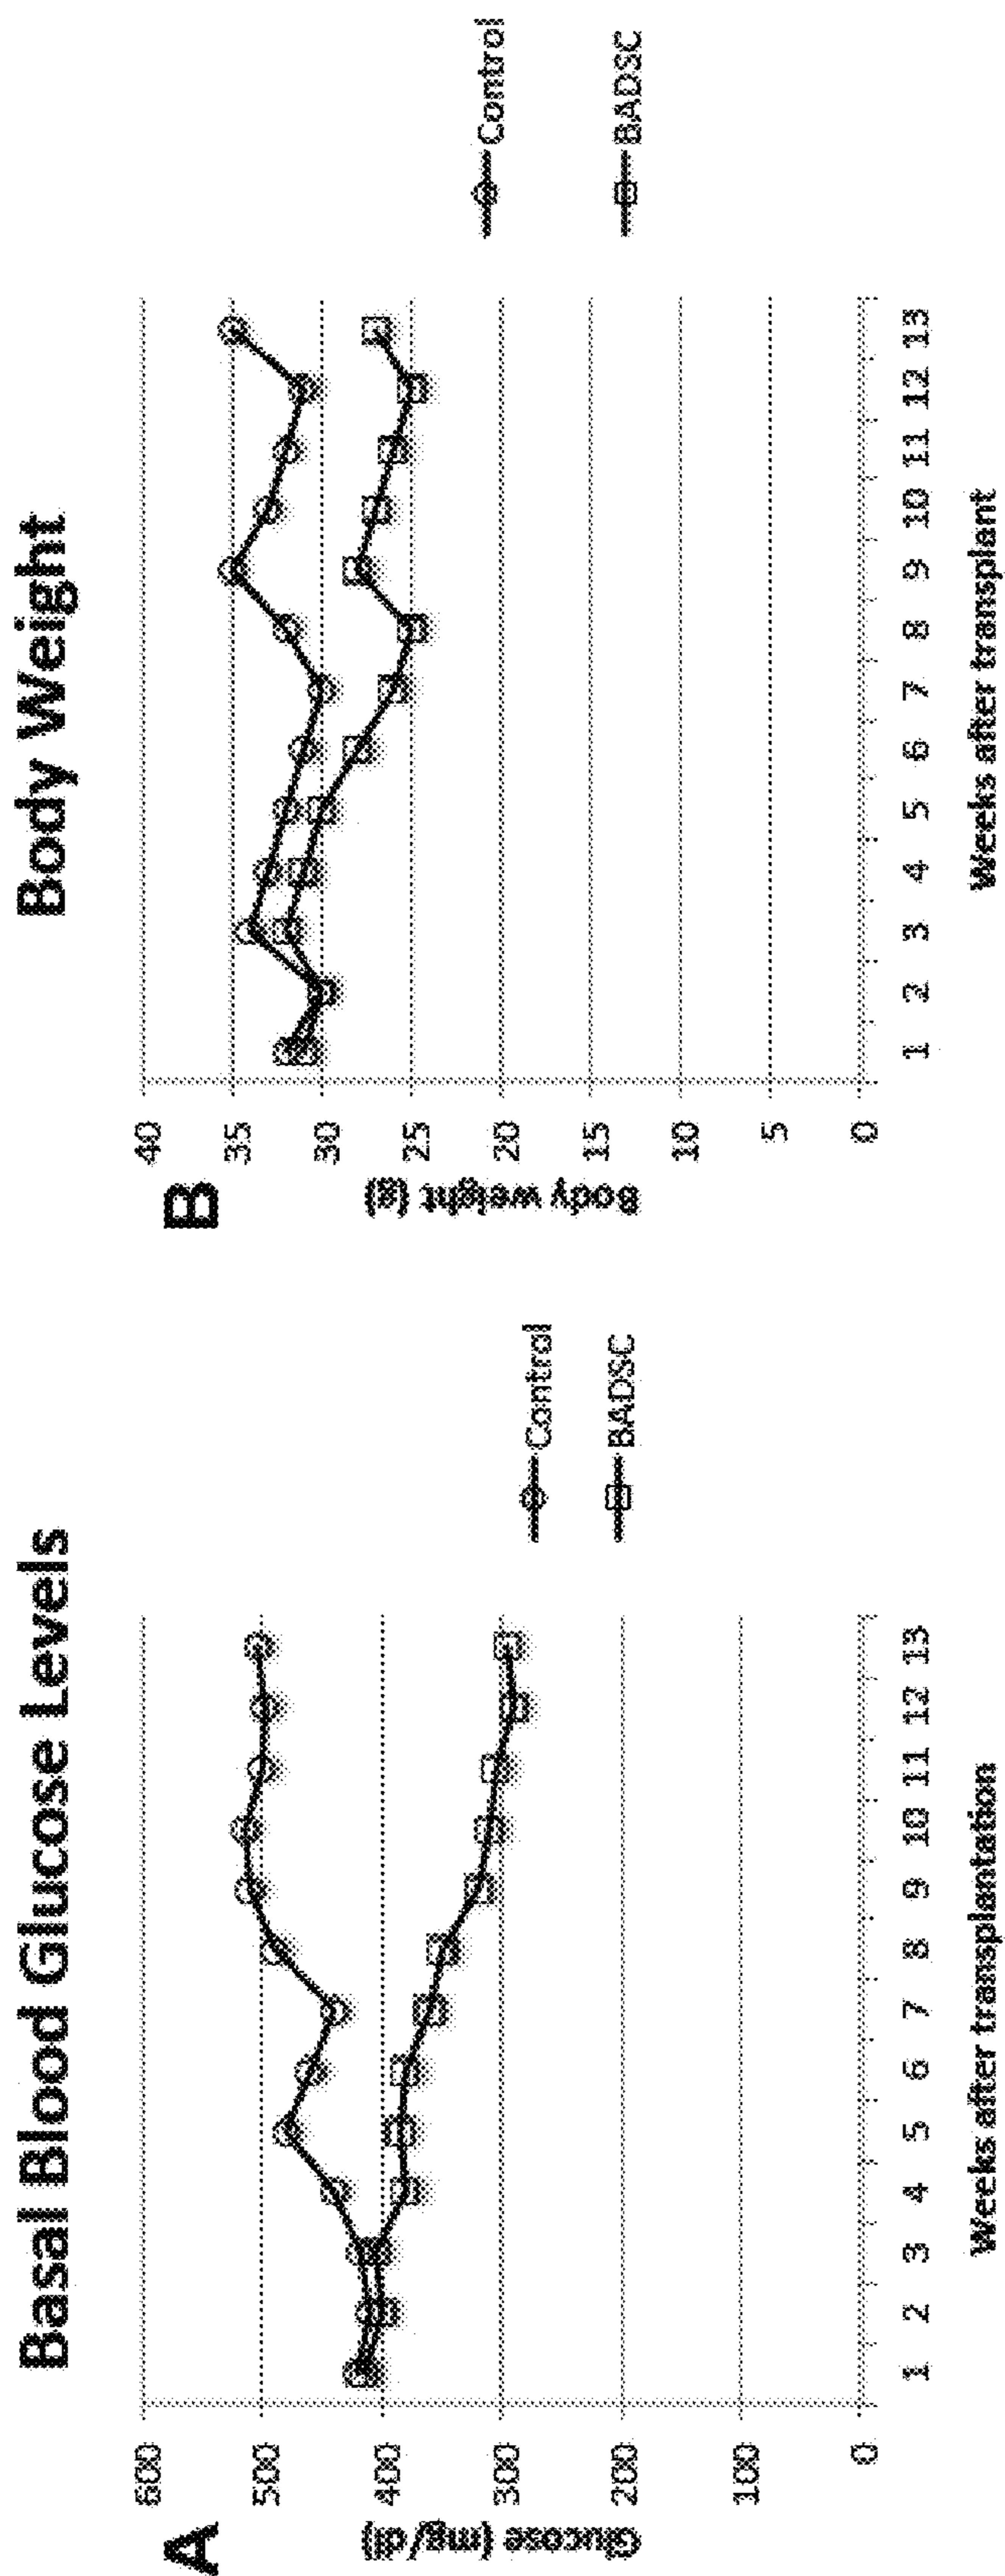 Basal Blood Glucose Levels
A
Glucose (mg/dl)
600
500
400
300
200
100
0
1 2 3 4 5 6 7 8 9 10 11 12 13
Weeks after transplantation
Control
BADSC
Body Weight
B
Body weight (g)
40
35
30
25
20
15
10
5
0
1 2 3 4 5 6 7 8 9 10 11 12 13
Weeks after transplant
Control
BADSC